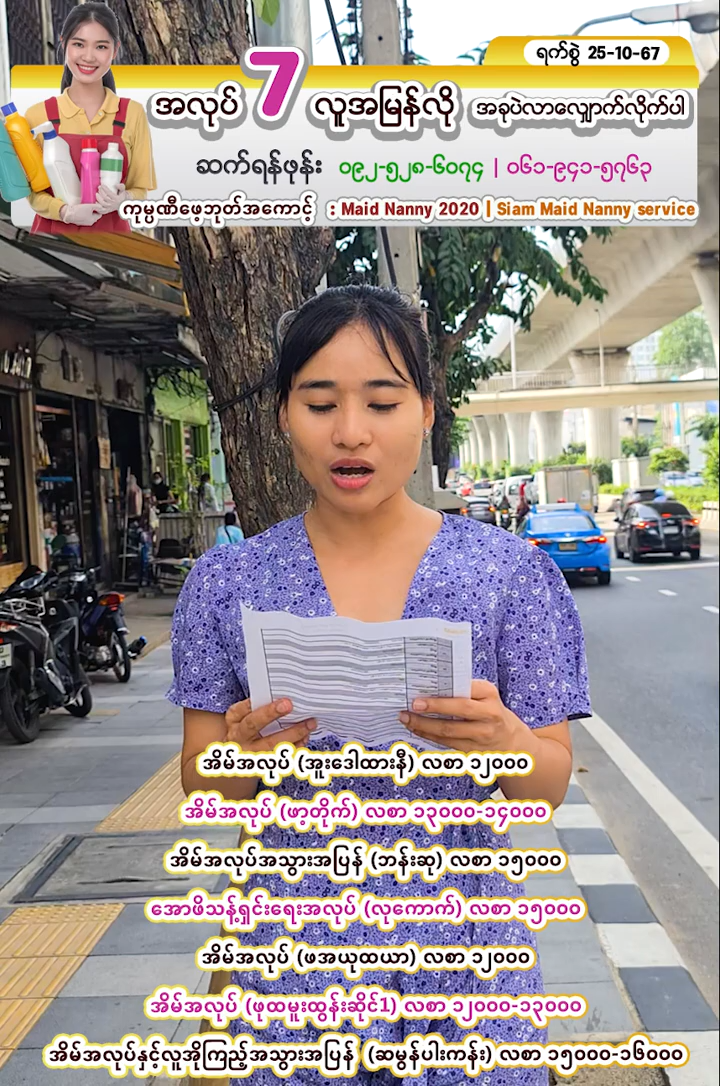 ရက်စွဲ 25-10-67
အလုပ် 7 လူအမြန်လို အခုပဲလာလျှောက်လိုက်ပါ
ဆက်ရန်ဖုန်း ၀၉၂-၅၂၈-၆၀၇၄ | ၀၆၁-၉၄၁-၅၇၆၃
ကုမ္ပဏီဖေ့ဘုတ်အကောင့် : Maid Nanny 2020 | Siam Maid Nanny service
အိမ်အလုပ် (အူးဒေါ်ထားနီ) လစာ ၁၂၀၀၀
အိမ်အလုပ် (ဖာ့တိုက်) လစာ ၁၃၀၀၀-၁၄၀၀၀
အိမ်အလုပ်အသွားအပြန် (ဘန်းဆု) လစာ ၁၅၀၀၀
အောဖိသန့်ရှင်းရေးအလုပ် (လုကောက်) လစာ ၁၅၀၀၀
အိမ်အလုပ် (ဖအယုထယာ) လစာ ၁၂၀၀၀
အိမ်အလုပ် (ဖုထမူးထွန်းဆိုင်1) လစာ ၁၂၀၀၀-၁၃၀၀၀
အိမ်အလုပ်နှင့်လူအိုကြည့်အသွားအပြန် (ဆမွန်ပါးကန်း) လစာ ၁၅၀၀၀-၁၆၀၀၀